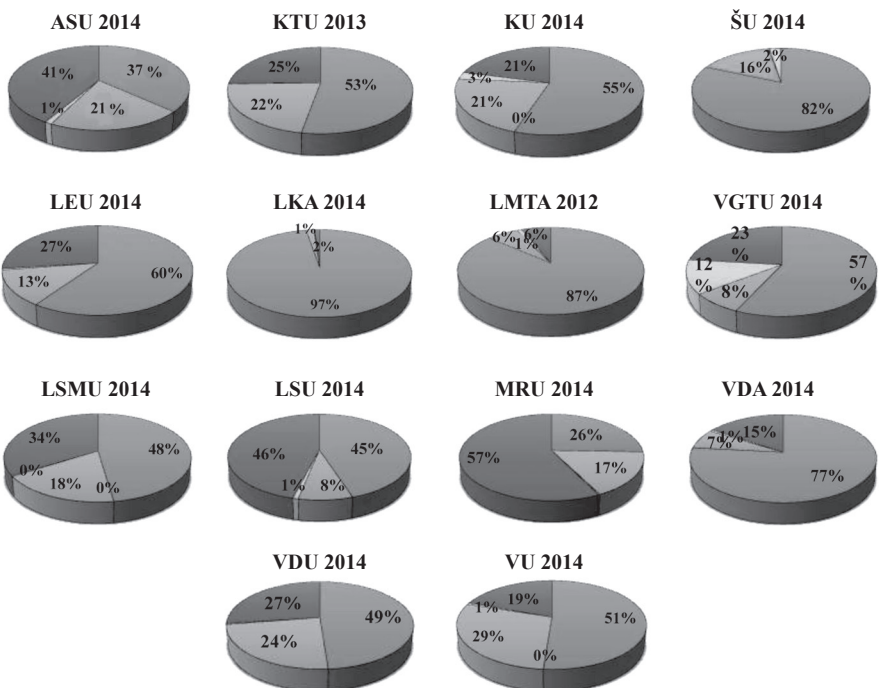 ASU 2014 KTU 2013 KU 2014 ŠU 2014
41% 37 % 1% 21 %
25% 53% 22%
21% 3% 55% 21% 0%
2% 16% 82%
LEU 2014 LKA 2014 LMTA 2012 VGTU 2014
27% 13% 60%
1% 2% 97%
6% 1% 6% 87%
23 % 12 % 57 % 8%
LSMU 2014 LSU 2014 MRU 2014 VDA 2014
34% 48% 0% 18% 0%
46% 45% 1% 8%
57% 26% 17%
7% 1% 15% 77%
VDU 2014 VU 2014
27% 49% 24%
1% 19% 51% 29% 0%